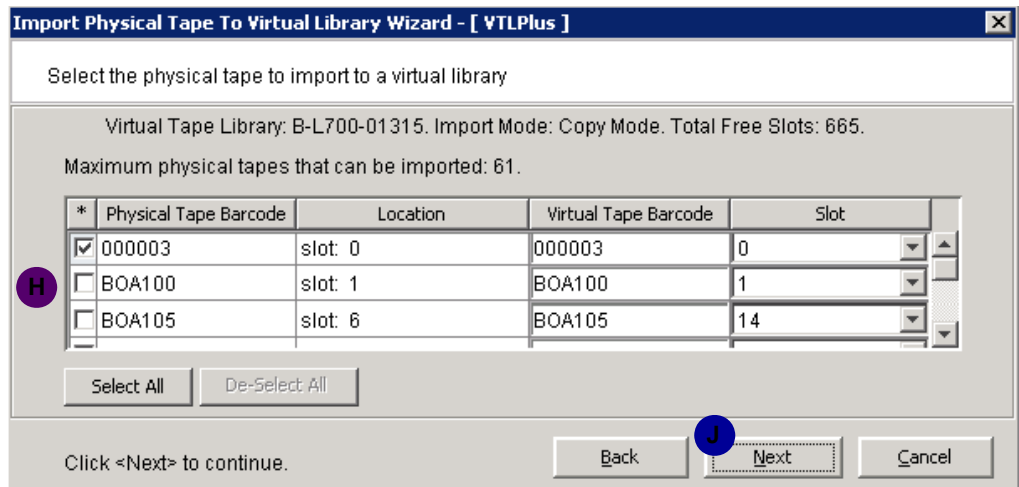 Import Physical Tape To Virtual Library Wizard - [ VTLPlus ]
Select the physical tape to import to a virtual library
Virtual Tape Library: B-L700-01315. Import Mode: Copy Mode. Total Free Slots: 665.
Maximum physical tapes that can be imported: 61.
* Physical Tape Barcode Location Virtual Tape Barcode Slot
000003 slot: 0 000003 0
H BOA100 slot: 1 BOA100 1
BOA105 slot: 6 BOA105 14
Select All De-Select All
J
Click <Next> to continue. Back Next Cancel